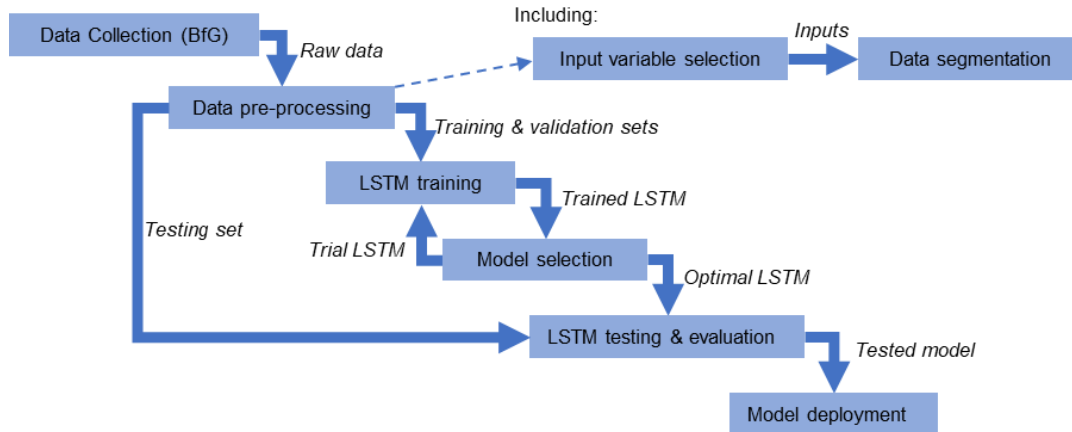 Including:
Data Collection (BfG)
Raw data
Input variable selection
Inputs
Data segmentation
Data pre-processing
Training & validation sets
LSTM training
Trained LSTM
Testing set
Trial LSTM
Model selection
Optimal LSTM
LSTM testing & evaluation
Tested model
Model deployment